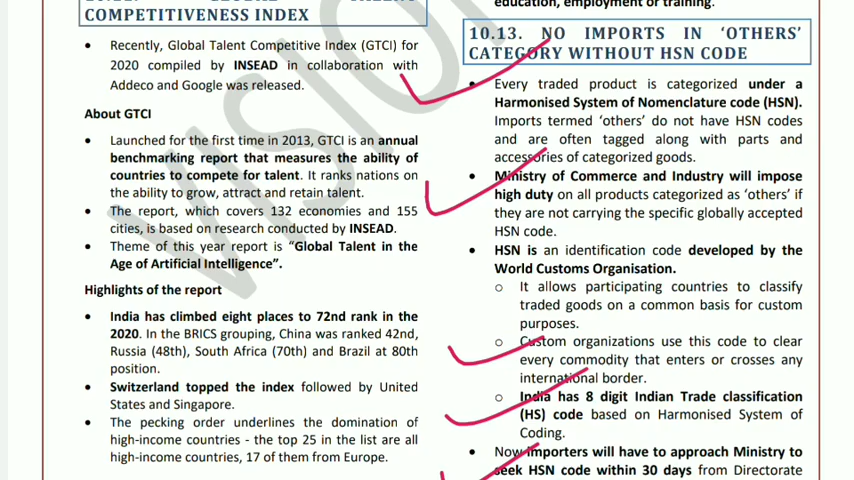 COMPETITIVENESS INDEX
• Recently, Global Talent Competitive Index (GTCI) for
2020 compiled by INSEAD in collaboration with
Addeco and Google was released.
About GTCI
• Launched for the first time in 2013, GTCI is an annual
benchmarking report that measures the ability of
countries to compete for talent. It ranks nations on
the ability to grow, attract and retain talent.
• The report, which covers 132 economies and 155
cities, is based on research conducted by INSEAD.
• Theme of this year report is “Global Talent in the
Age of Artificial Intelligence”.
Highlights of the report
• India has climbed eight places to 72nd rank in the
2020. In the BRICS grouping, China was ranked 42nd,
Russia (48th), South Africa (70th) and Brazil at 80th
position.
• Switzerland topped the index followed by United
States and Singapore.
• The pecking order underlines the domination of
high-income countries - the top 25 in the list are all
high-income countries, 17 of them from Europe.
education, employment or training.
10.13. NO IMPORTS IN ‘OTHERS’
CATEGORY WITHOUT HSN CODE
• Every traded product is categorized under a
Harmonised System of Nomenclature code (HSN).
Imports termed ‘others’ do not have HSN codes
and are often tagged along with parts and
accessories of categorized goods.
• Ministry of Commerce and Industry will impose
high duty on all products categorized as ‘others’ if
they are not carrying the specific globally accepted
HSN code.
• HSN is an identification code developed by the
World Customs Organisation.
o It allows participating countries to classify
traded goods on a common basis for custom
purposes.
o Custom organizations use this code to clear
every commodity that enters or crosses any
international border.
o India has 8 digit Indian Trade classification
(HS) code based on Harmonised System of
Coding.
• Now importers will have to approach Ministry to
seek HSN code within 30 days from Directorate
VISION